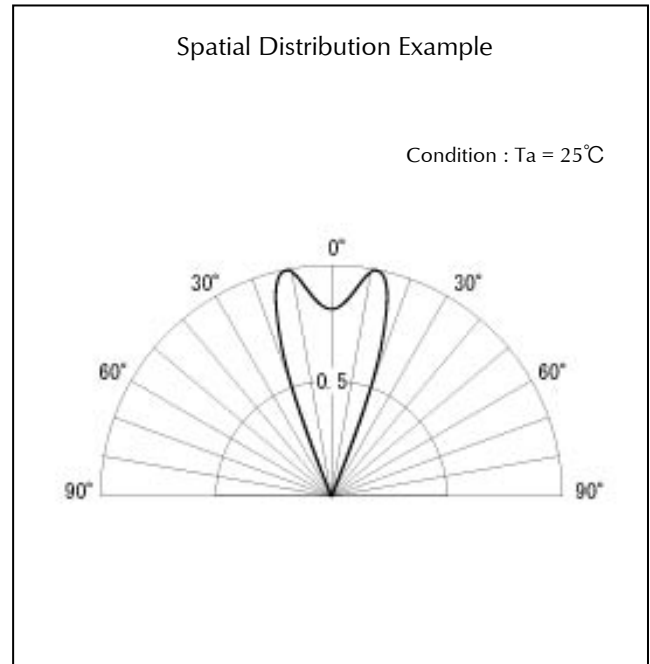 Spatial Distribution Example
Condition : Ta = 25℃
0°
30° 30°
60° 60°
0.5
90° 90°